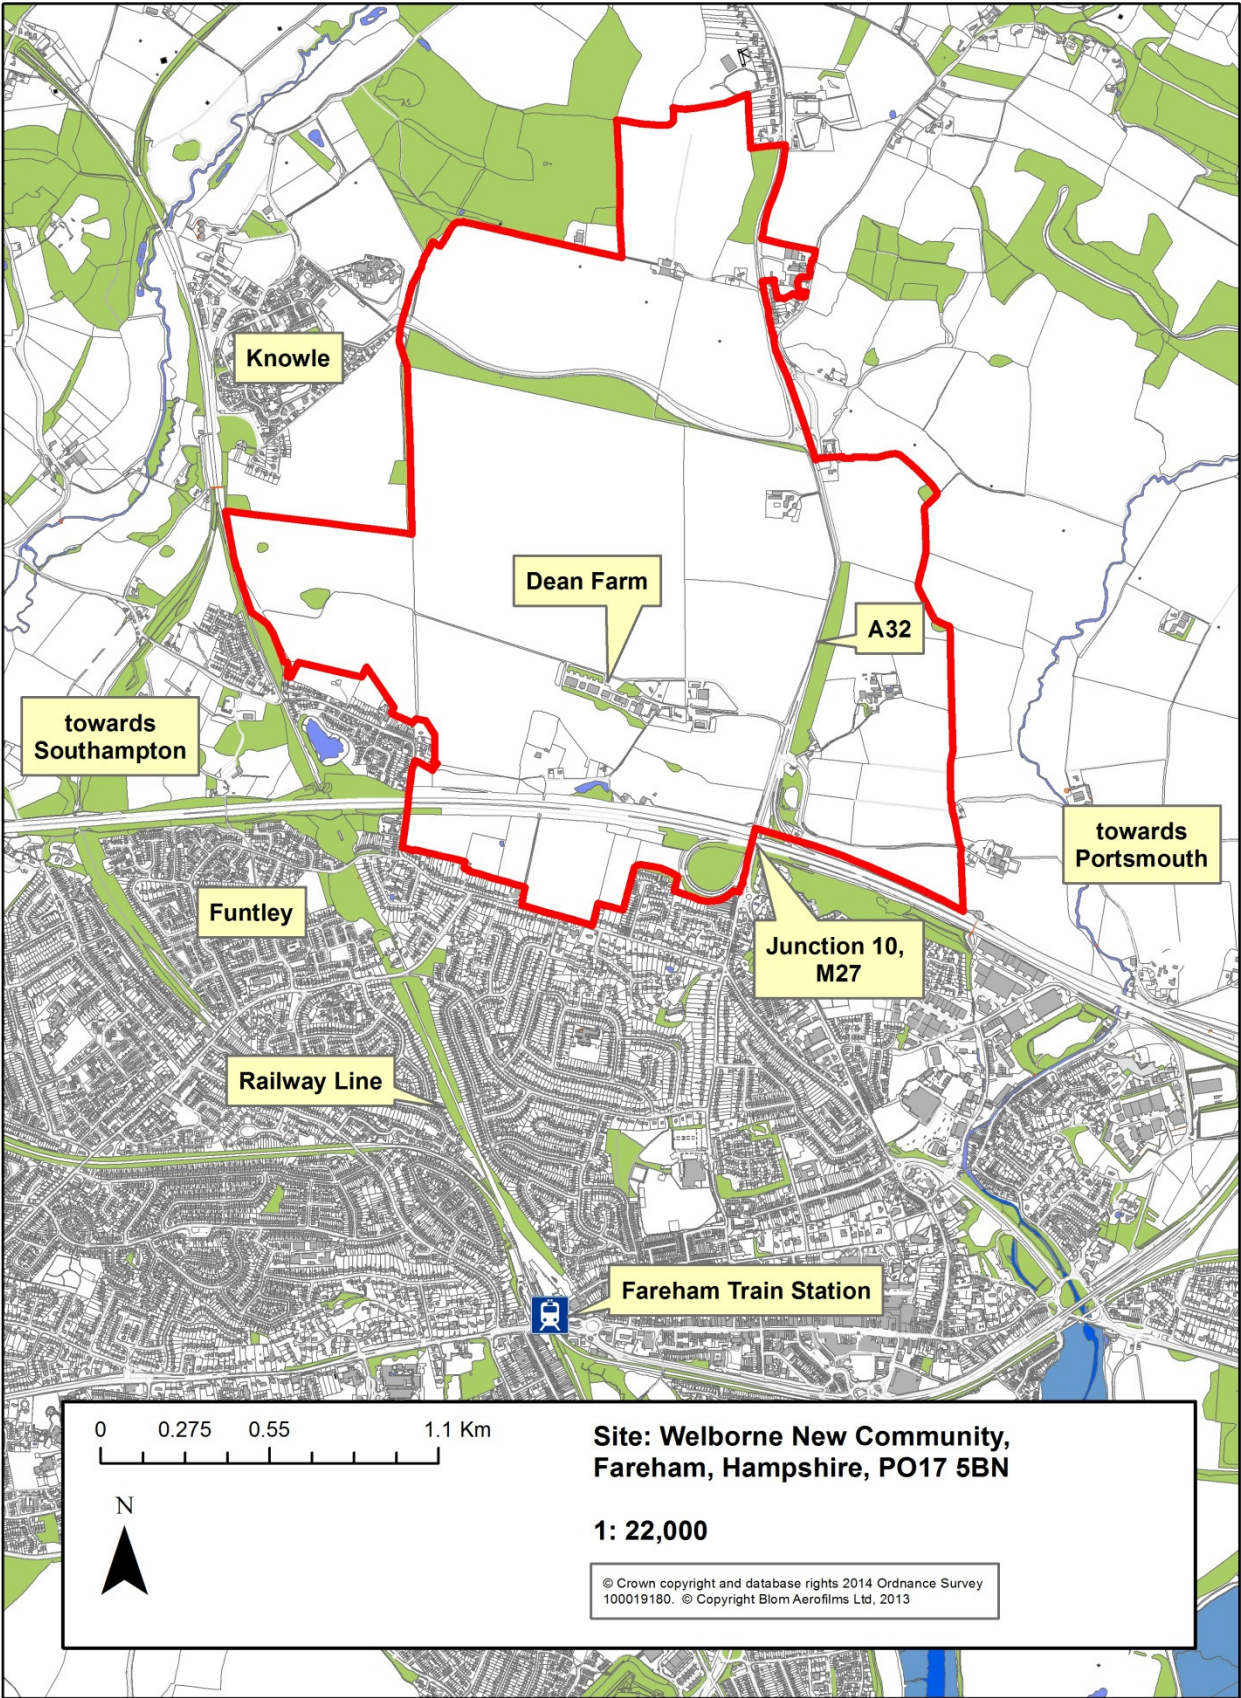 Knowle
Dean Farm
A32
towards
Southampton
towards
Portsmouth
Funtley
Junction 10,
M27
Railway Line
Fareham Train Station
0 0.275 0.55 1.1 Km
N
Site: Welborne New Community,
Fareham, Hampshire, PO17 5BN
1: 22,000
© Crown copyright and database rights 2014 Ordnance Survey
100019180. © Copyright Blom Aerofilms Ltd, 2013